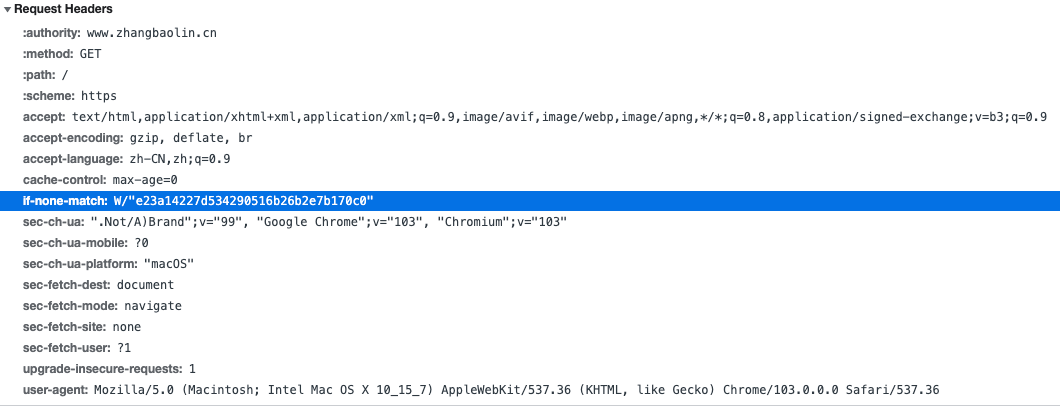 Request Headers
:authority: www.zhangbaolin.cn
:method: GET
:path: /
:scheme: https
accept: text/html,application/xhtml+xml,application/xml;q=0.9,image/avif,image/webp,image/apng,*/*;q=0.8,application/signed-exchange;v=b3;q=0.9
accept-encoding: gzip, deflate, br
accept-language: zh-CN,zh;q=0.9
cache-control: max-age=0
if-none-match: W/"e23a14227d534290516b26b2e7b170c0"
sec-ch-ua: ".Not/A)Brand";v="99", "Google Chrome";v="103", "Chromium";v="103"
sec-ch-ua-mobile: ?0
sec-ch-ua-platform: "macOS"
sec-fetch-dest: document
sec-fetch-mode: navigate
sec-fetch-site: none
sec-fetch-user: ?1
upgrade-insecure-requests: 1
user-agent: Mozilla/5.0 (Macintosh; Intel Mac OS X 10_15_7) AppleWebKit/537.36 (KHTML, like Gecko) Chrome/103.0.0.0 Safari/537.36